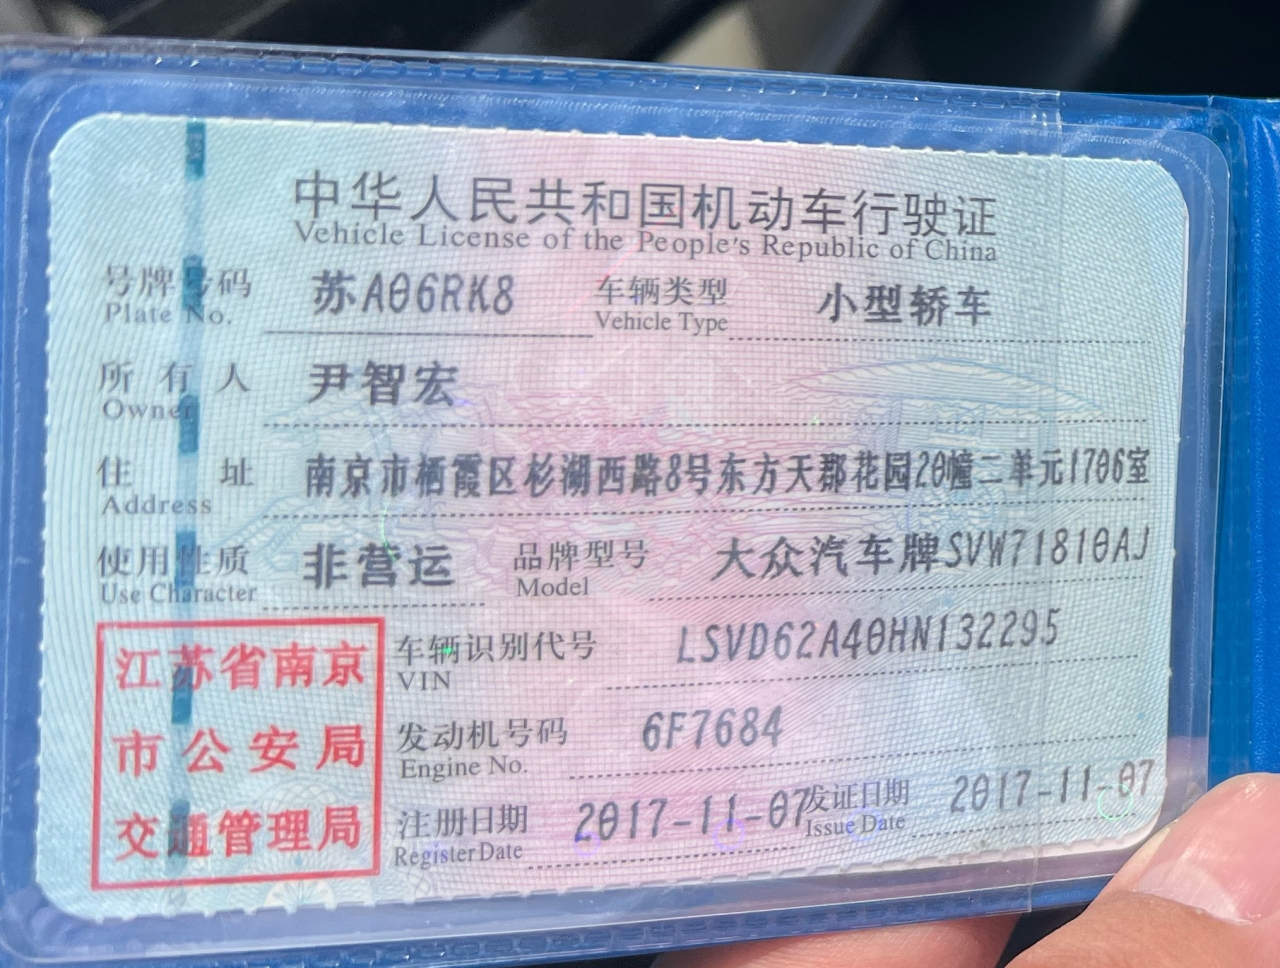 中华人民共和国机动车行驶证
Vehicle License of the People's Republic of China
号牌号码 苏A06RK8 车辆类型 小型轿车
Plate No. Vehicle Type
所有人 尹智宏
Owner
住址 南京市栖霞区杉湖西路8号东方天郡花园20幢二单元1706室
Address
使用性质 非营运 品牌型号 大众汽车牌SVW71810AJ
Use Character Model
江苏省南京
市公安局
交通管理局
车辆识别代号 LSVD62A40HN132295
VIN
发动机号码 6F7684
Engine No.
注册日期 2017-11-07 发证日期 2017-11-07
Register Date Issue Date